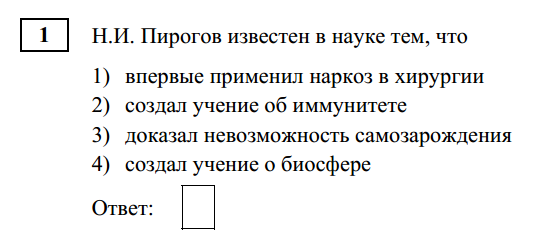 1 Н.И. Пирогов известен в науке тем, что
1) впервые применил наркоз в хирургии
2) создал учение об иммунитете
3) доказал невозможность самозарождения
4) создал учение о биосфере
Ответ: